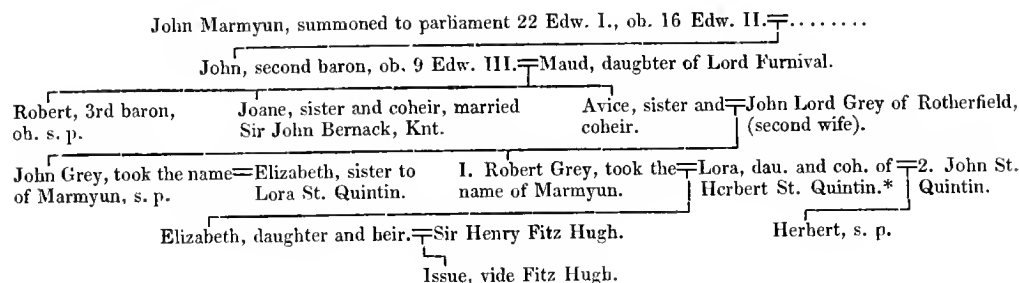 John Marmyun, summoned to parliament 22 Edw. I., ob. 16 Edw. II.=........
John, second baron, ob. 9 Edw. III.=Maud, daughter of Lord Furnival.
Robert, 3rd baron, ob. s. p.
Joane, sister and coheir, married Sir John Bernack, Knt.
Avice, sister and coheir.=John Lord Grey of Rotherfield, (second wife).
John Grey, took the name of Marmyun, s. p.=Elizabeth, sister to Lora St. Quintin.
1. Robert Grey, took the name of Marmyun.=Lora, dau. and coh. of Herbert St. Quintin.*=2. John St. Quintin.
Elizabeth, daughter and heir.=Sir Henry Fitz Hugh.
Herbert, s. p.
Issue, vide Fitz Hugh.